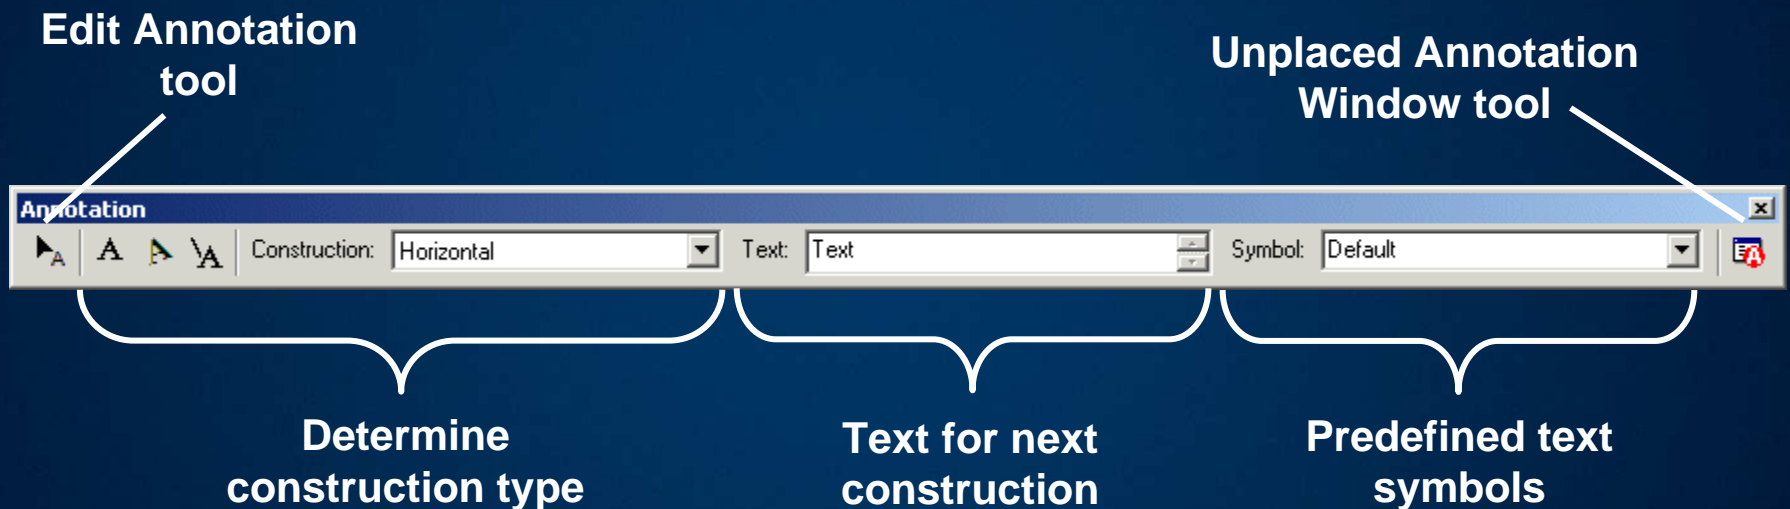 Edit Annotation
tool
Unplaced Annotation
Window tool
Annotation
A A A A Construction: Horizontal Text: Text Symbol: Default A
Determine
construction type
Text for next
construction
Predefined text
symbols